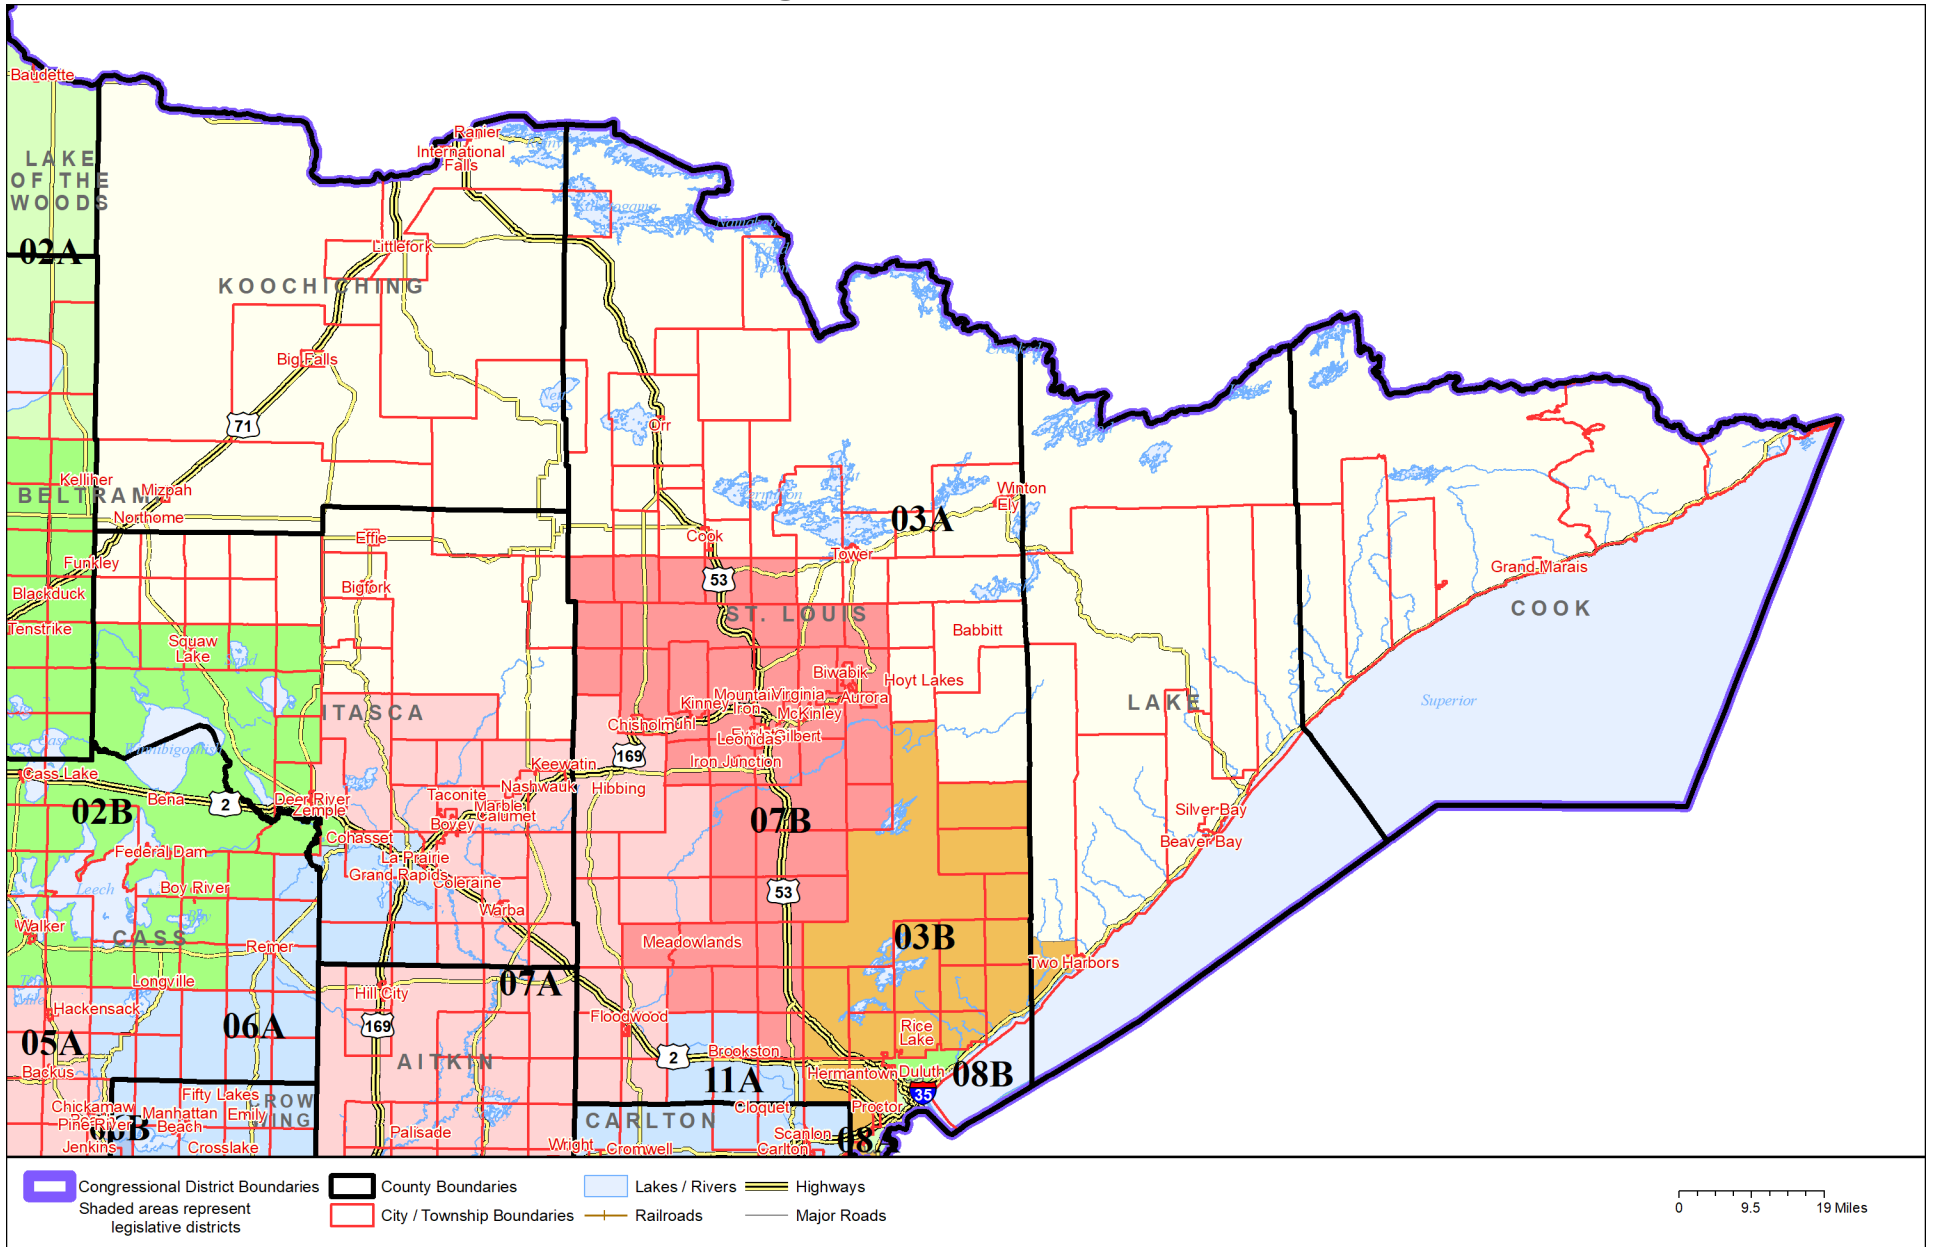 Baudette
LAKE
OF THE
WOODS
02A
Ranier
International
Falls
Littlefork
KOOCHICHING
Big Falls
71
Kelliher
BELTRAMI
Mizpah
Northome
Funkley
Blackduck
Tenstrike
Effie
Bigfork
Squaw
Lake
Sand
Orr
Cook
Tower
03A
Winton
Ely
53
ST. LOUIS
Babbitt
Biwabik
Hoyt Lakes
Aurora
Mountain
Iron
Virginia
Kinney
McKinley
Chisholm
Buhl
Leonidas
Gilbert
Iron Junction
169
Keewatin
Hibbing
Nashwauk
ITASCA
Taconite
Marble
Calumet
Bovey
Cass Lake
Bena
2
Deer River
Zemple
02B
Cohasset
La Prairie
Grand Rapids
Coleraine
Federal Dam
Leech
Boy River
Warba
Walker
CASS
Remer
Longville
Hackensack
07A
Hill City
169
06A
05A
Backus
AITKIN
Fifty Lakes
Chickamaw
Pine River
Manhattan
Beach
Emily
Jenkins
Crosslake
Palisade
07B
53
Meadowlands
03B
Floodwood
2
Brookston
11A
Rice
Lake
Hermantown
Duluth
08B
35
Proctor
Cloquet
CARLTON
Scanlon
Carlton
08A
Wright
Cromwell
Two Harbors
Silver Bay
Beaver Bay
LAKE
Grand Marais
COOK
Superior
Congressional District Boundaries
Shaded areas represent
legislative districts
County Boundaries
City / Township Boundaries
Lakes / Rivers
Railroads
Highways
Major Roads
0 9.5 19 Miles